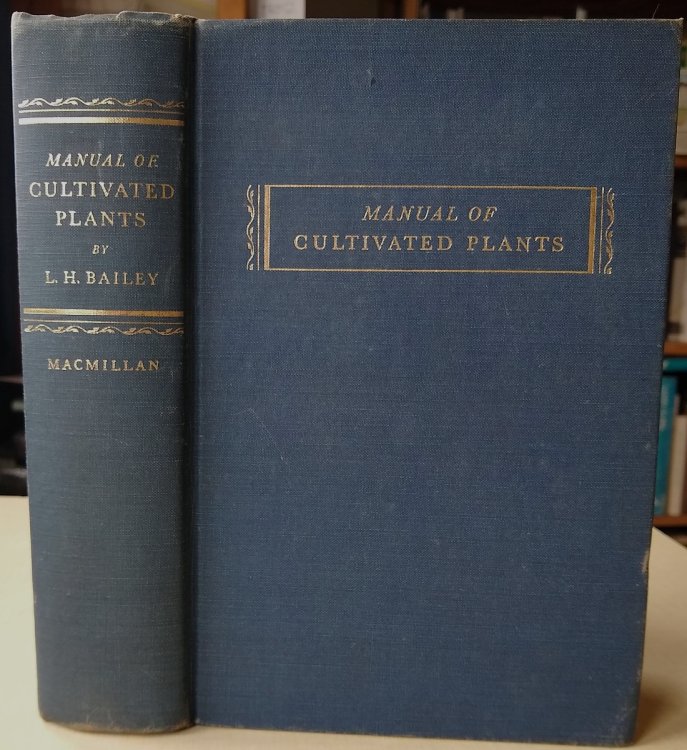 MANUAL OF
CULTIVATED
PLANTS
BY
L. H. BAILEY
MACMILLAN
MANUAL OF
CULTIVATED PLANTS